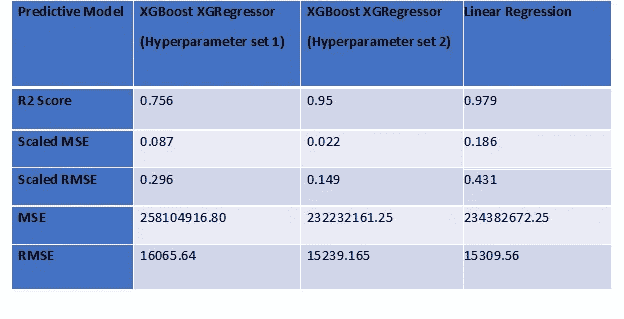 Predictive Model XGBoost XGRegressor XGBoost XGRegressor Linear Regression
(Hyperparameter set 1) (Hyperparameter set 2)
R2 Score 0.756 0.95 0.979
Scaled MSE 0.087 0.022 0.186
Scaled RMSE 0.296 0.149 0.431
MSE 258104916.80 232232161.25 234382672.25
RMSE 16065.64 15239.165 15309.56